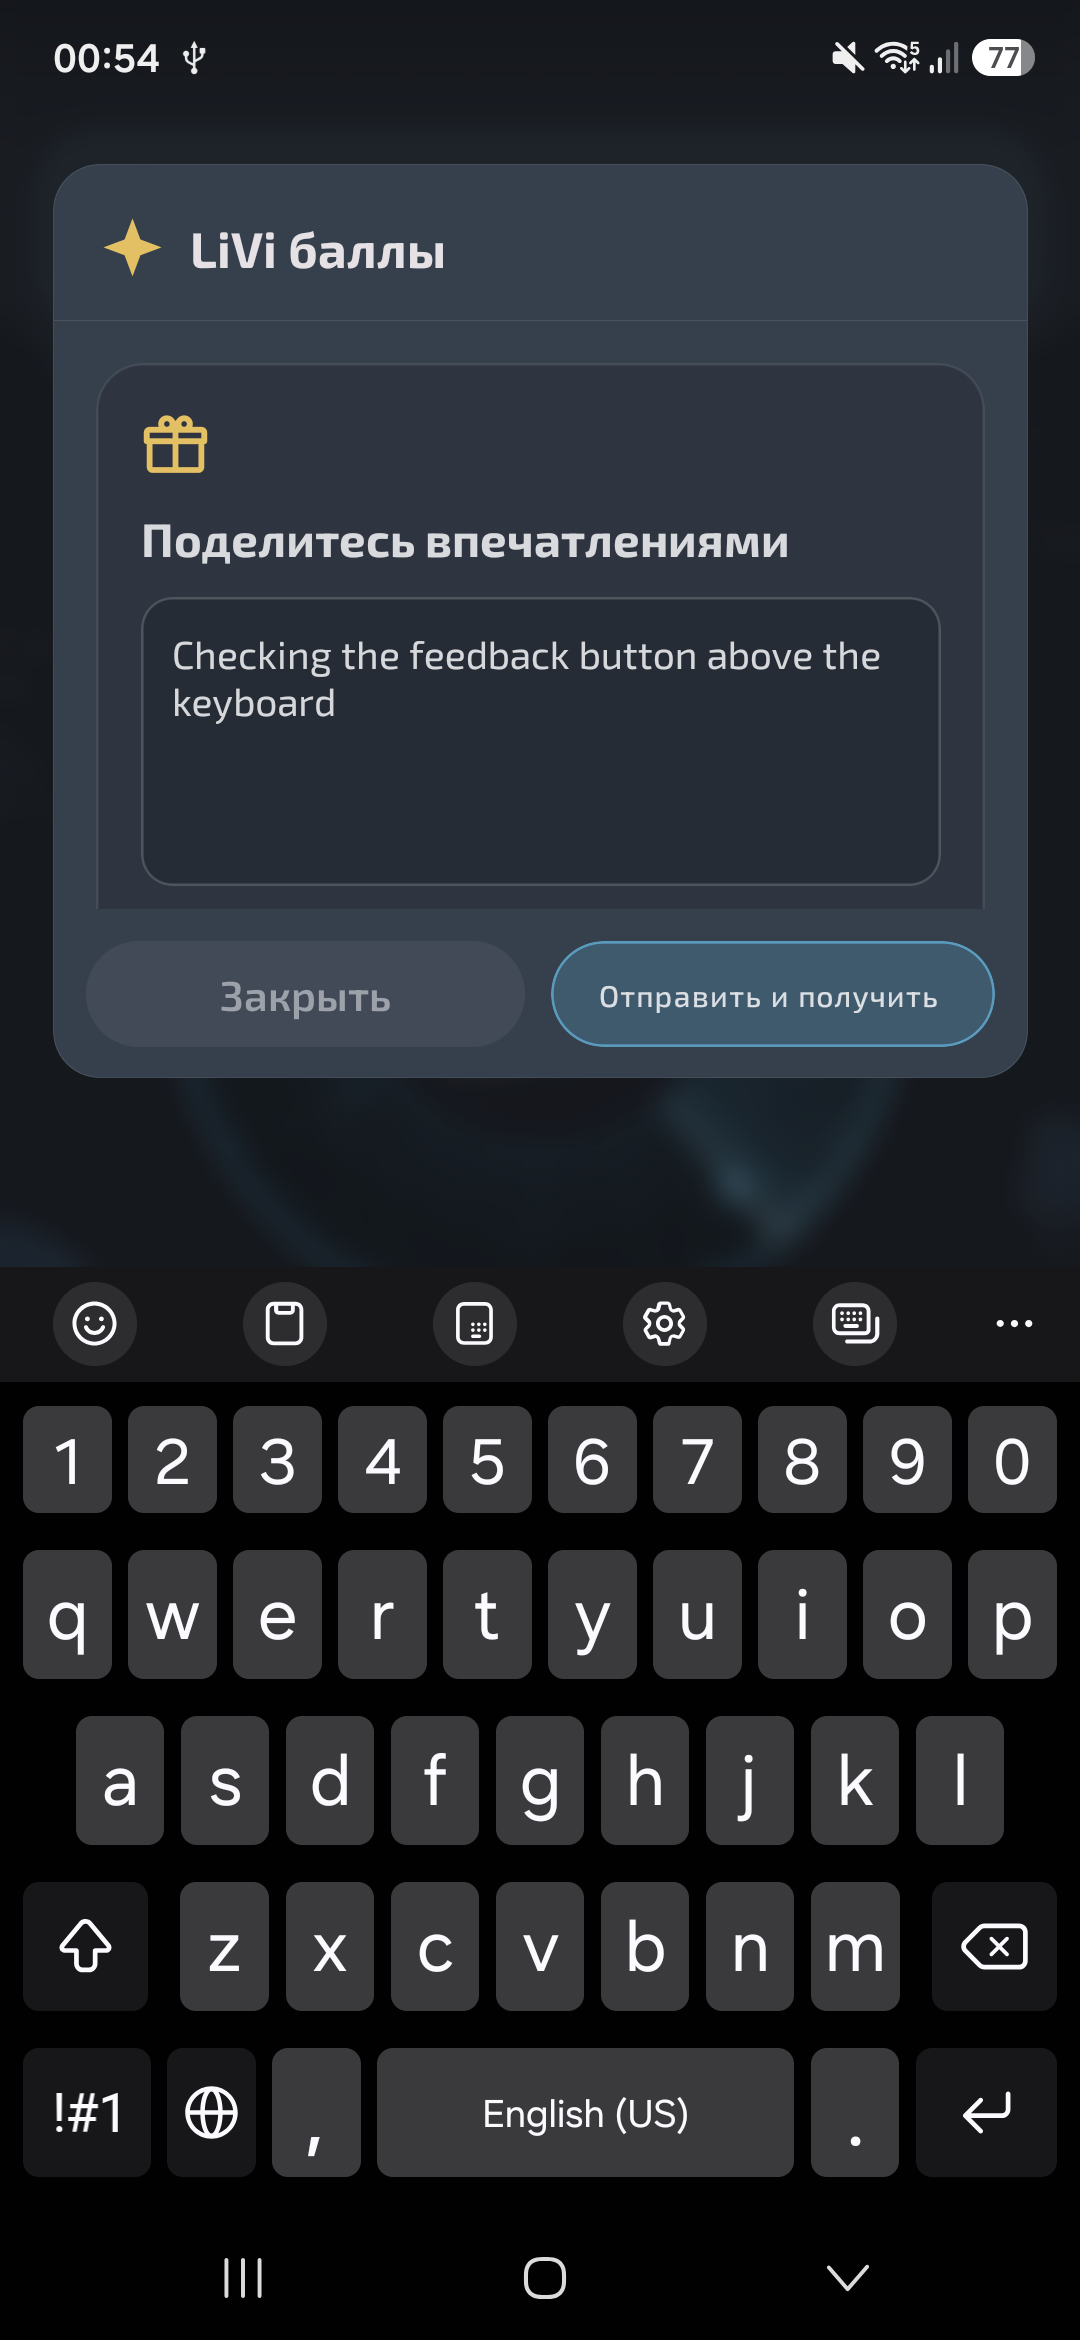 00:54
5
77
LiVi баллы
Поделитесь впечатлениями
Checking the feedback button above the
keyboard
Закрыть
Отправить и получить
1 2 3 4 5 6 7 8 9 0
q w e r t y u i o p
a s d f g h j k l
z x c v b n m
!#1 , English (US) .